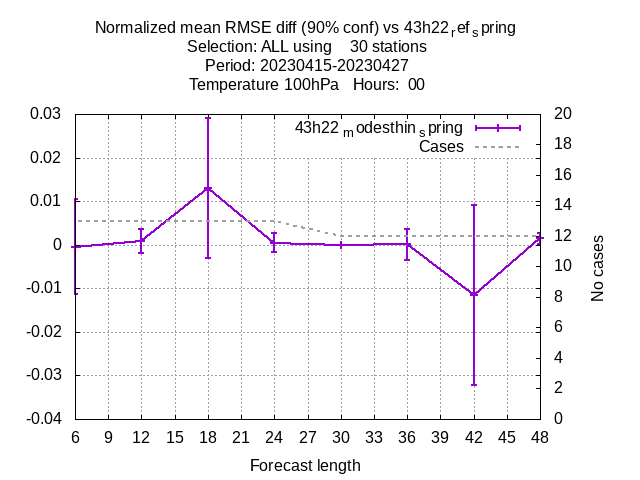 Normalized mean RMSE diff (90% conf) vs 43h22ref spring
Selection: ALL using 30 stations
Period: 20230415-20230427
Temperature 100hPa Hours: 00
43h22modesthinspring
Cases
0.03
0.02
0.01
0
-0.01
-0.02
-0.03
-0.04
20
18
16
14
12
10
8
6
4
2
0
No cases
6 9 12 15 18 21 24 27 30 33 36 39 42 45 48
Forecast length